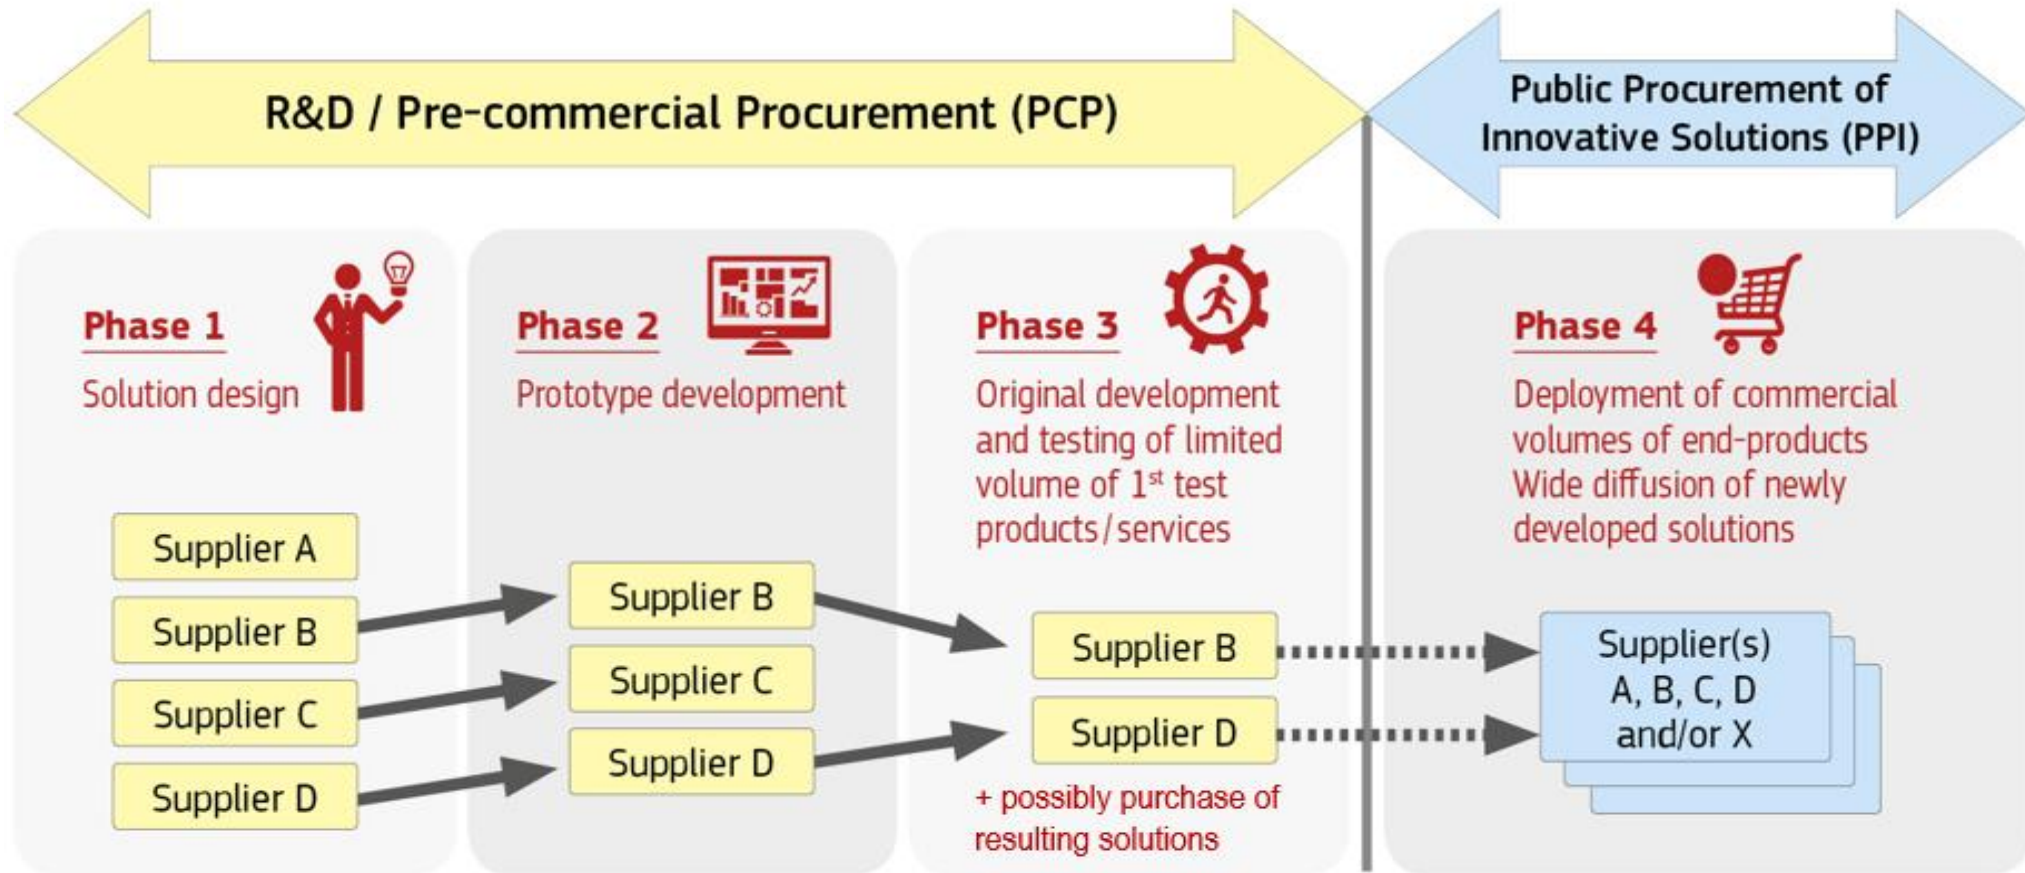 R&D / Pre-commercial Procurement (PCP)
Public Procurement of
Innovative Solutions (PPI)
Phase 1
Solution design
Supplier A
Supplier B
Supplier C
Supplier D
Phase 2
Prototype development
Supplier B
Supplier C
Supplier D
Phase 3
Original development
and testing of limited
volume of 1st test
products/services
Supplier B
Supplier D
+ possibly purchase of
resulting solutions
Phase 4
Deployment of commercial
volumes of end-products
Wide diffusion of newly
developed solutions
Supplier(s)
A, B, C, D
and/or X